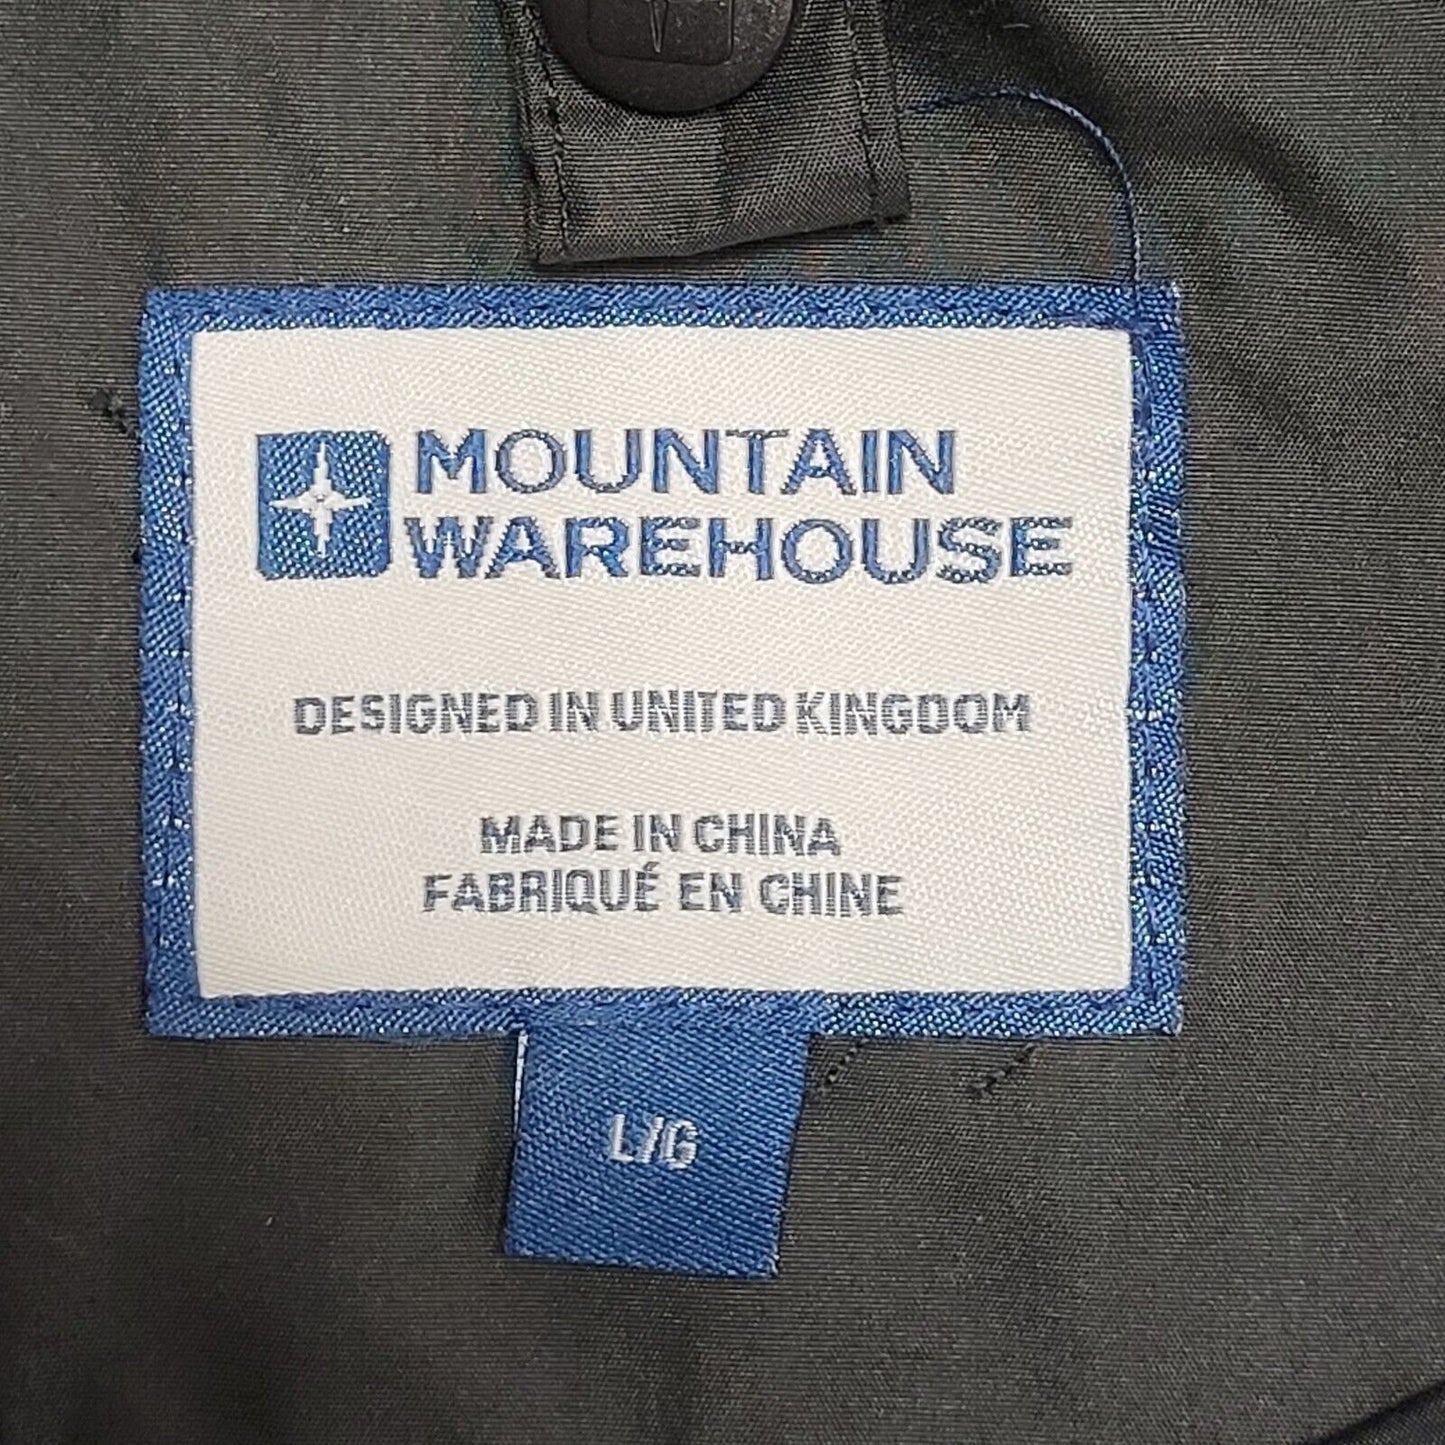 MOUNTAIN
WAREHOUSE
DESIGNED IN UNITED KINGDOM
MADE IN CHINA
FABRIQUÉ EN CHINE
L/G